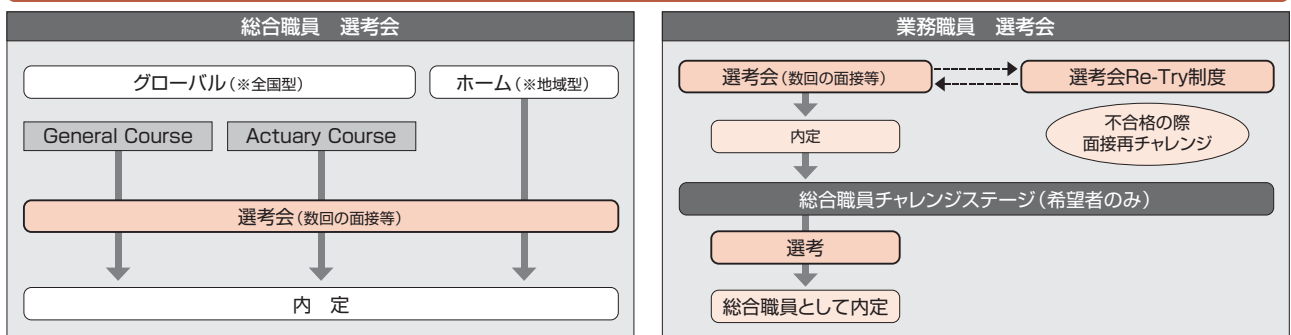 総合職員 選考会
グローバル(※全国型)
ホーム(※地域型)
General Course
Actuary Course
選考会(数回の面接等)
内 定
業務職員 選考会
選考会(数回の面接等)
選考会Re-Try制度
不合格の際
面接再チャレンジ
内定
総合職員チャレンジステージ(希望者のみ)
選考
総合職員として内定